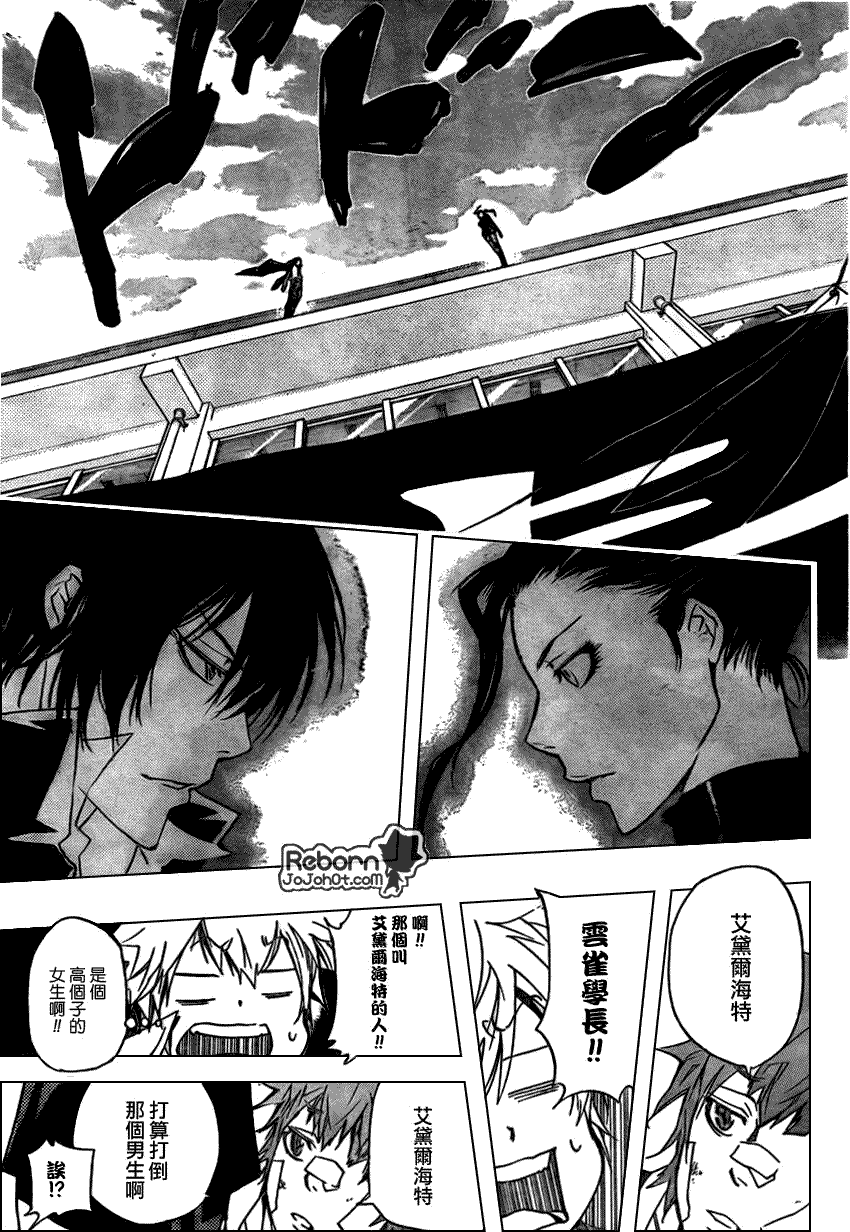 ドドーン
Reborn
JoJoHOt.com
艾黛爾海特
雲雀學長!!
啊!!
那個叫
艾黛爾海特的人!!
是個
高個子的
女生啊!!
艾黛爾海特
打算打倒
那個男生啊
誒!?